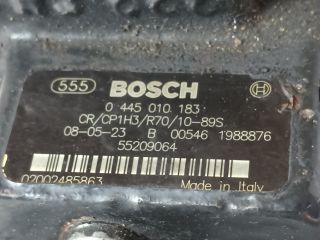 555 BOSCH
0 445 010 183
CR/CP1H3/R70/10-89S
08-05-23 B 00546 1988876
55209064
02002485863 Made in Italy